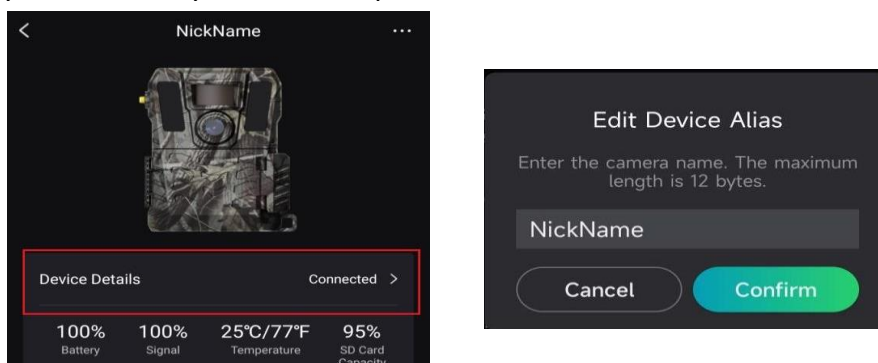 NickName
Device Details
Connected
100%
Battery
100%
Signal
25℃/77℉
Temperature
95%
SD Card
Capacity
Edit Device Alias
Enter the camera name. The maximum
length is 12 bytes.
NickName
Cancel
Confirm